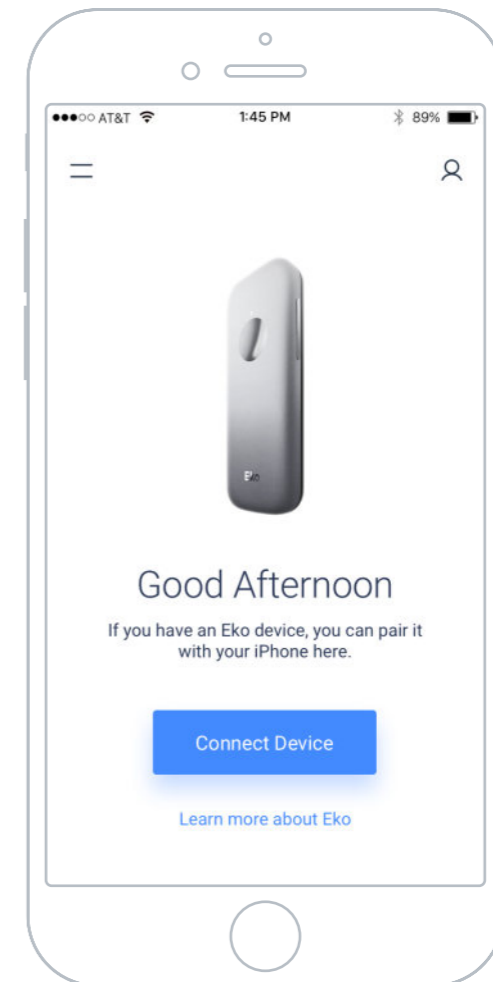 AT&T 1:45 PM 89%
Eko
Good Afternoon
If you have an Eko device, you can pair it
with your iPhone here.
Connect Device
Learn more about Eko